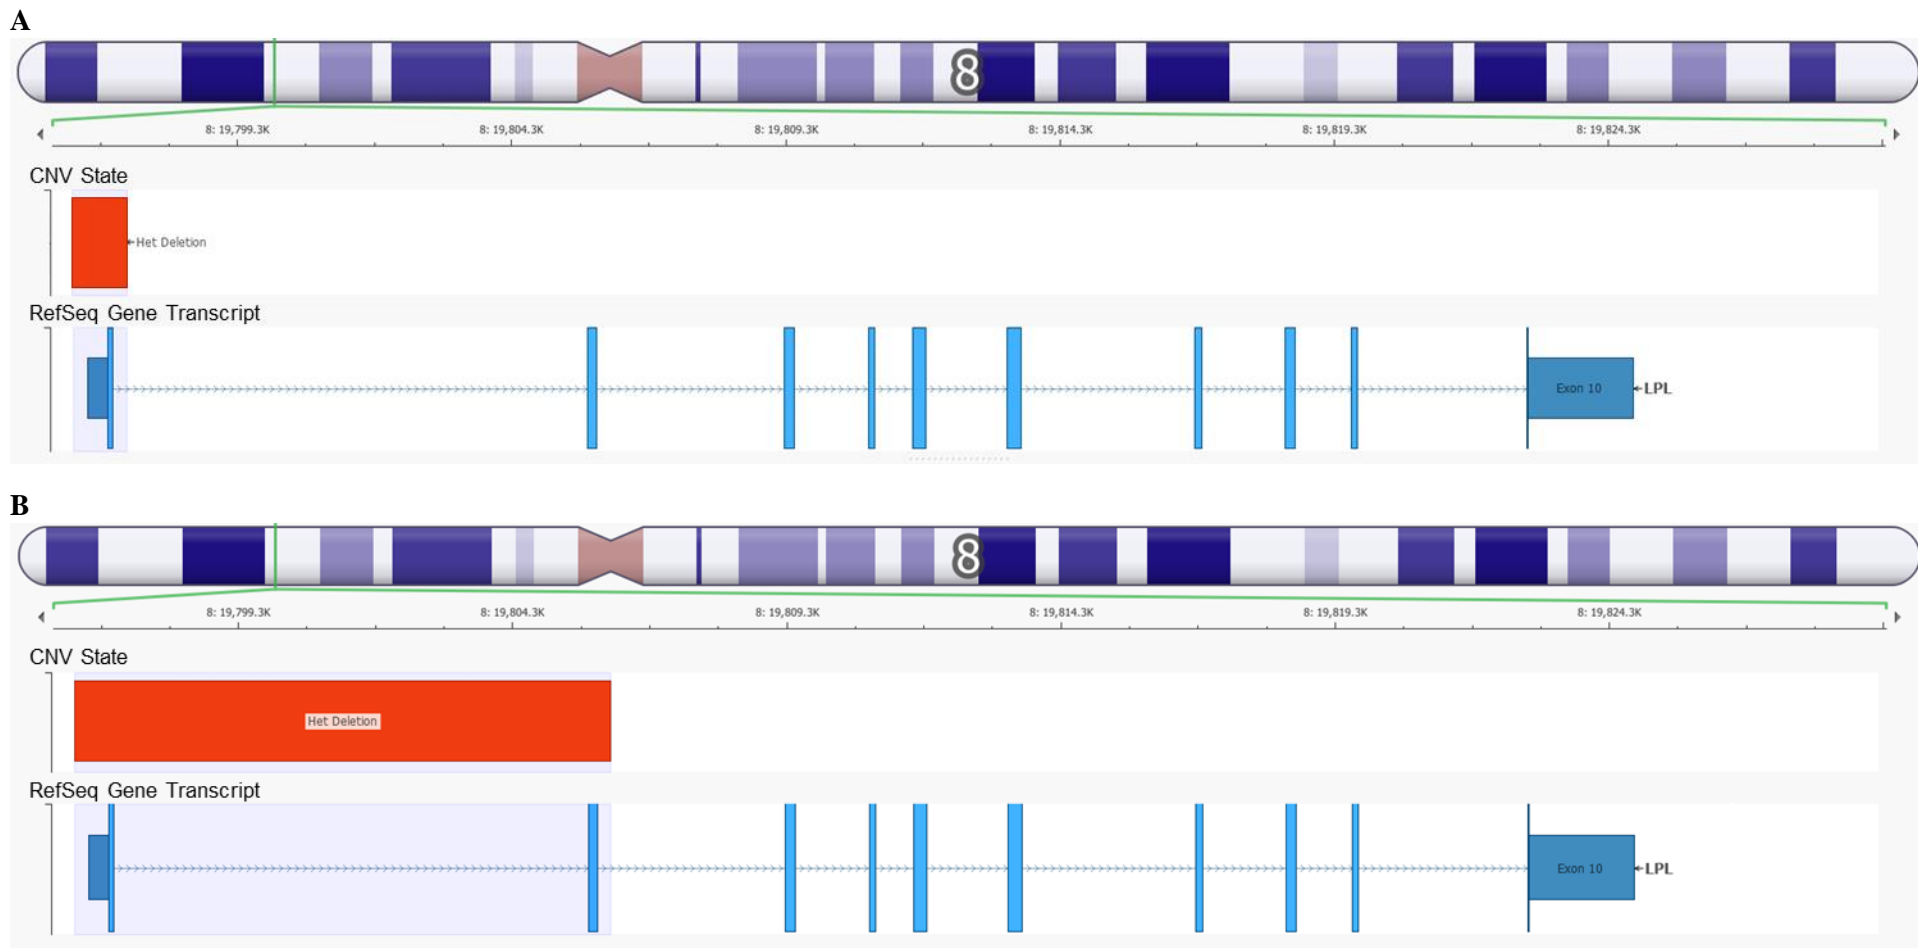 A
8
8: 19,799.3K 8: 19,804.3K 8: 19,809.3K 8: 19,814.3K 8: 19,819.3K 8: 19,824.3K
CNV State
Het Deletion
RefSeq Gene Transcript
Exon 10 LPL
B
8
8: 19,799.3K 8: 19,804.3K 8: 19,809.3K 8: 19,814.3K 8: 19,819.3K 8: 19,824.3K
CNV State
Het Deletion
RefSeq Gene Transcript
Exon 10 LPL